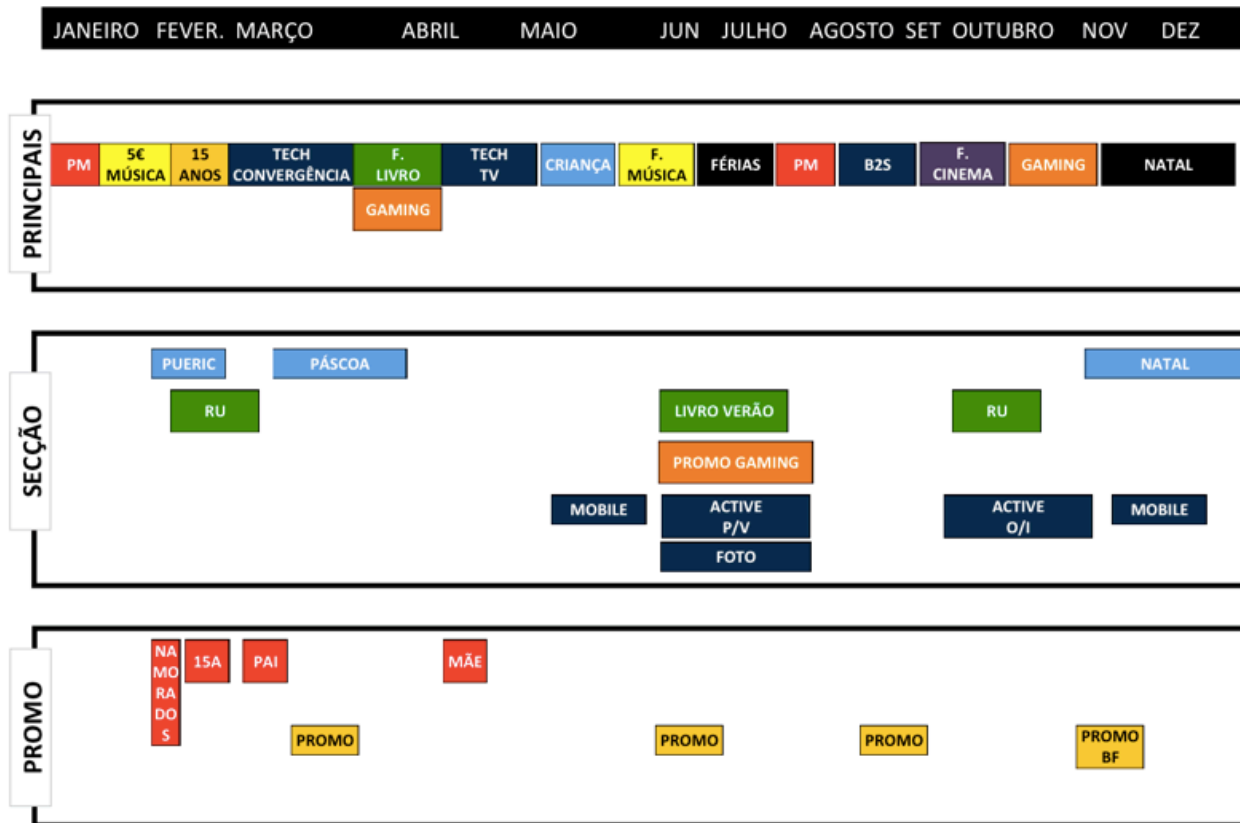 JANEIRO FEVER. MARÇO ABRIL MAIO JUN JULHO AGOSTO SET OUTUBRO NOV DEZ
PRINCIPAIS
PM
5€
MÚSICA
15
ANOS
TECH
CONVERGÊNCIA
F.
LIVRO
TECH
TV
CRIANÇA
F.
MÚSICA
FÉRIAS
PM
B2S
F.
CINEMA
GAMING
NATAL
GAMING
SECÇÃO
PUERIC
PÁSCOA
NATAL
RU
LIVRO VERÃO
RU
PROMO GAMING
MOBILE
ACTIVE
P/V
ACTIVE
O/I
MOBILE
FOTO
PROMO
NA
MO
RA
DO
S
15A
PAI
MÃE
PROMO
PROMO
PROMO
PROMO
BF